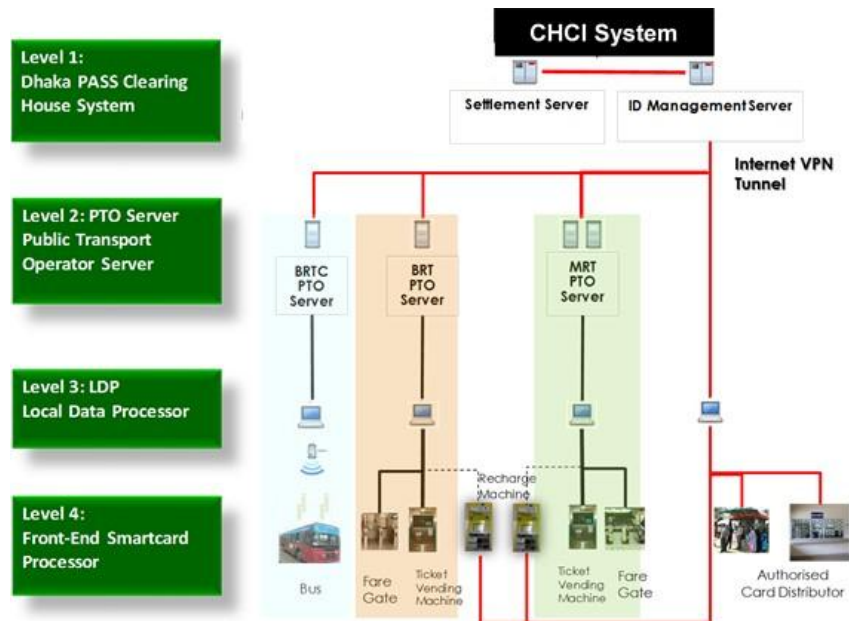 CHCI System
Level 1:
Dhaka PASS Clearing
House System
Settlement Server
ID Management Server
Internet VPN
Tunnel
Level 2: PTO Server
Public Transport
Operator Server
BRTC
PTO
Server
BRT
PTO
Server
MRT
PTO
Server
Level 3: LDP
Local Data Processor
Level 4:
Front-End Smartcard
Processor
Recharge
Machine
Bus
Fare
Gate
Ticket
Vending
Machine
Ticket
Vending
Machine
Fare
Gate
Authorised
Card Distributor